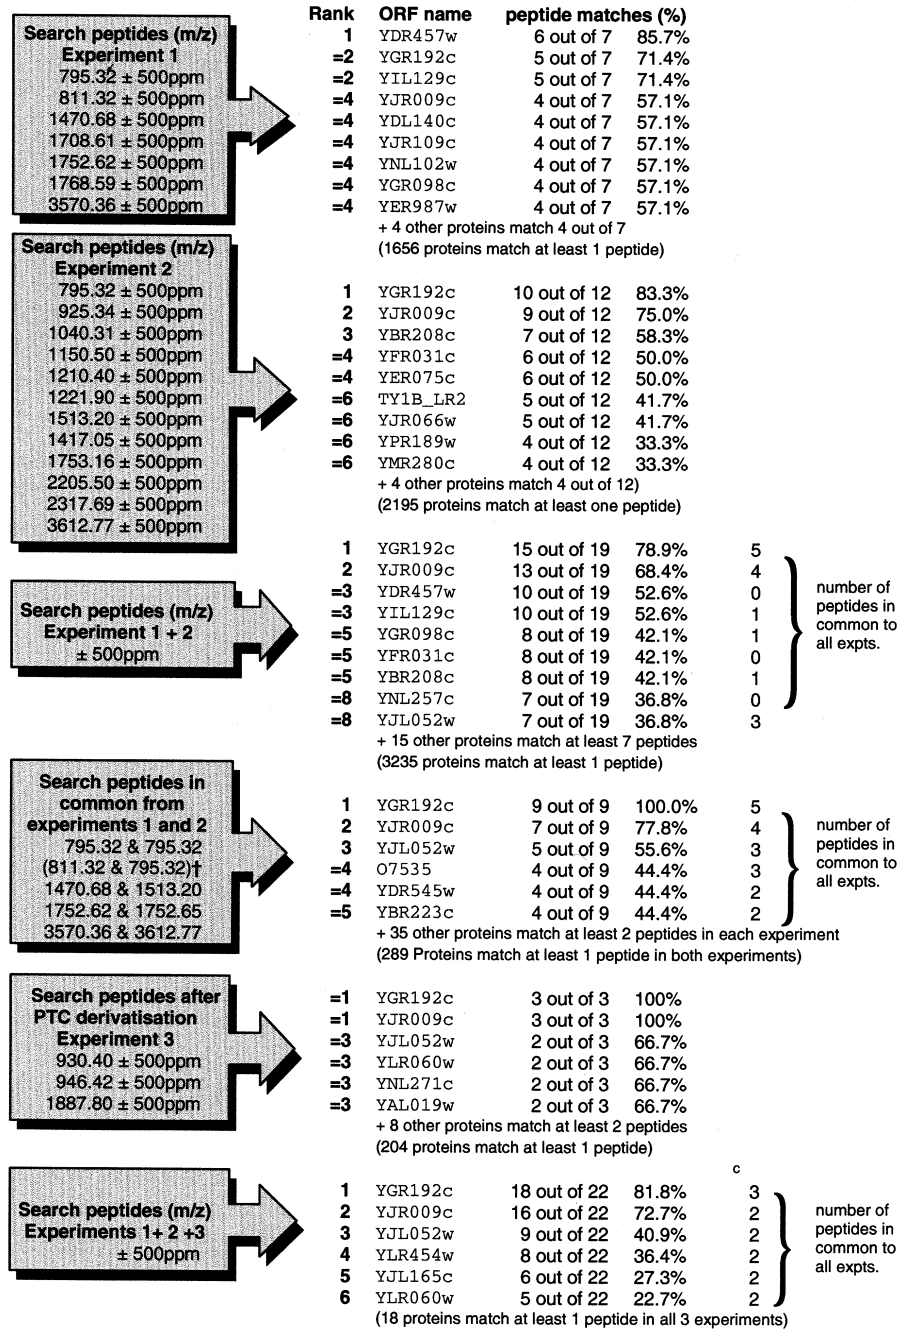 Rank ORF name peptide matches (%)
Search peptides (m/z)
Experiment 1
795.32 ± 500ppm
811.32 ± 500ppm
1470.68 ± 500ppm
1708.61 ± 500ppm
1752.62 ± 500ppm
1768.59 ± 500ppm
3570.36 ± 500ppm
1 YDR457w 6 out of 7 85.7%
=2 YGR192c 5 out of 7 71.4%
=2 YIL129c 5 out of 7 71.4%
=4 YJR009c 4 out of 7 57.1%
=4 YDL140c 4 out of 7 57.1%
=4 YJR109c 4 out of 7 57.1%
=4 YNL102w 4 out of 7 57.1%
=4 YGR098c 4 out of 7 57.1%
=4 YER987w 4 out of 7 57.1%
+ 4 other proteins match 4 out of 7
(1656 proteins match at least 1 peptide)
Search peptides (m/z)
Experiment 2
795.32 ± 500ppm
925.34 ± 500ppm
1040.31 ± 500ppm
1150.50 ± 500ppm
1210.40 ± 500ppm
1221.90 ± 500ppm
1513.20 ± 500ppm
1417.05 ± 500ppm
1753.16 ± 500ppm
2205.50 ± 500ppm
2317.69 ± 500ppm
3612.77 ± 500ppm
1 YGR192c 10 out of 12 83.3%
2 YJR009c 9 out of 12 75.0%
3 YBR208c 7 out of 12 58.3%
=4 YFR031c 6 out of 12 50.0%
=4 YER075c 6 out of 12 50.0%
=6 TY1B_LR2 5 out of 12 41.7%
=6 YJR066w 5 out of 12 41.7%
=6 YPR189w 4 out of 12 33.3%
=6 YMR280c 4 out of 12 33.3%
+ 4 other proteins match 4 out of 12)
(2195 proteins match at least one peptide)
Search peptides (m/z)
Experiment 1 + 2
± 500ppm
1 YGR192c 15 out of 19 78.9% 5
2 YJR009c 13 out of 19 68.4% 4
=3 YDR457w 10 out of 19 52.6% 0
=3 YIL129c 10 out of 19 52.6% 1
=5 YGR098c 8 out of 19 42.1% 1
=5 YFR031c 8 out of 19 42.1% 0
=5 YBR208c 8 out of 19 42.1% 1
=8 YNL257c 7 out of 19 36.8% 0
=8 YJL052w 7 out of 19 36.8% 3
+ 15 other proteins match at least 7 peptides
(3235 proteins match at least 1 peptide)
number of
peptides in
common to
all expts.
Search peptides in
common from
experiments 1 and 2
795.32 & 795.32
(811.32 & 795.32)†
1470.68 & 1513.20
1752.62 & 1752.65
3570.36 & 3612.77
1 YGR192c 9 out of 9 100.0% 5
2 YJR009c 7 out of 9 77.8% 4
3 YJL052w 5 out of 9 55.6% 3
=4 O7535 4 out of 9 44.4% 3
=4 YDR545w 4 out of 9 44.4% 2
=5 YBR223c 4 out of 9 44.4% 2
+ 35 other proteins match at least 2 peptides in each experiment
(289 Proteins match at least 1 peptide in both experiments)
number of
peptides in
common to
all expts.
Search peptides after
PTC derivatisation
Experiment 3
930.40 ± 500ppm
946.42 ± 500ppm
1887.80 ± 500ppm
=1 YGR192c 3 out of 3 100%
=1 YJR009c 3 out of 3 100%
=3 YJL052w 2 out of 3 66.7%
=3 YLR060w 2 out of 3 66.7%
=3 YNL271c 2 out of 3 66.7%
=3 YAL019w 2 out of 3 66.7%
+ 8 other proteins match at least 2 peptides
(204 proteins match at least 1 peptide)
c
Search peptides (m/z)
Experiments 1+ 2 +3
± 500ppm
1 YGR192c 18 out of 22 81.8% 3
2 YJR009c 16 out of 22 72.7% 2
3 YJL052w 9 out of 22 40.9% 2
4 YLR454w 8 out of 22 36.4% 2
5 YJL165c 6 out of 22 27.3% 2
6 YLR060w 5 out of 22 22.7% 2
(18 proteins match at least 1 peptide in all 3 experiments)
number of
peptides in
common to
all expts.